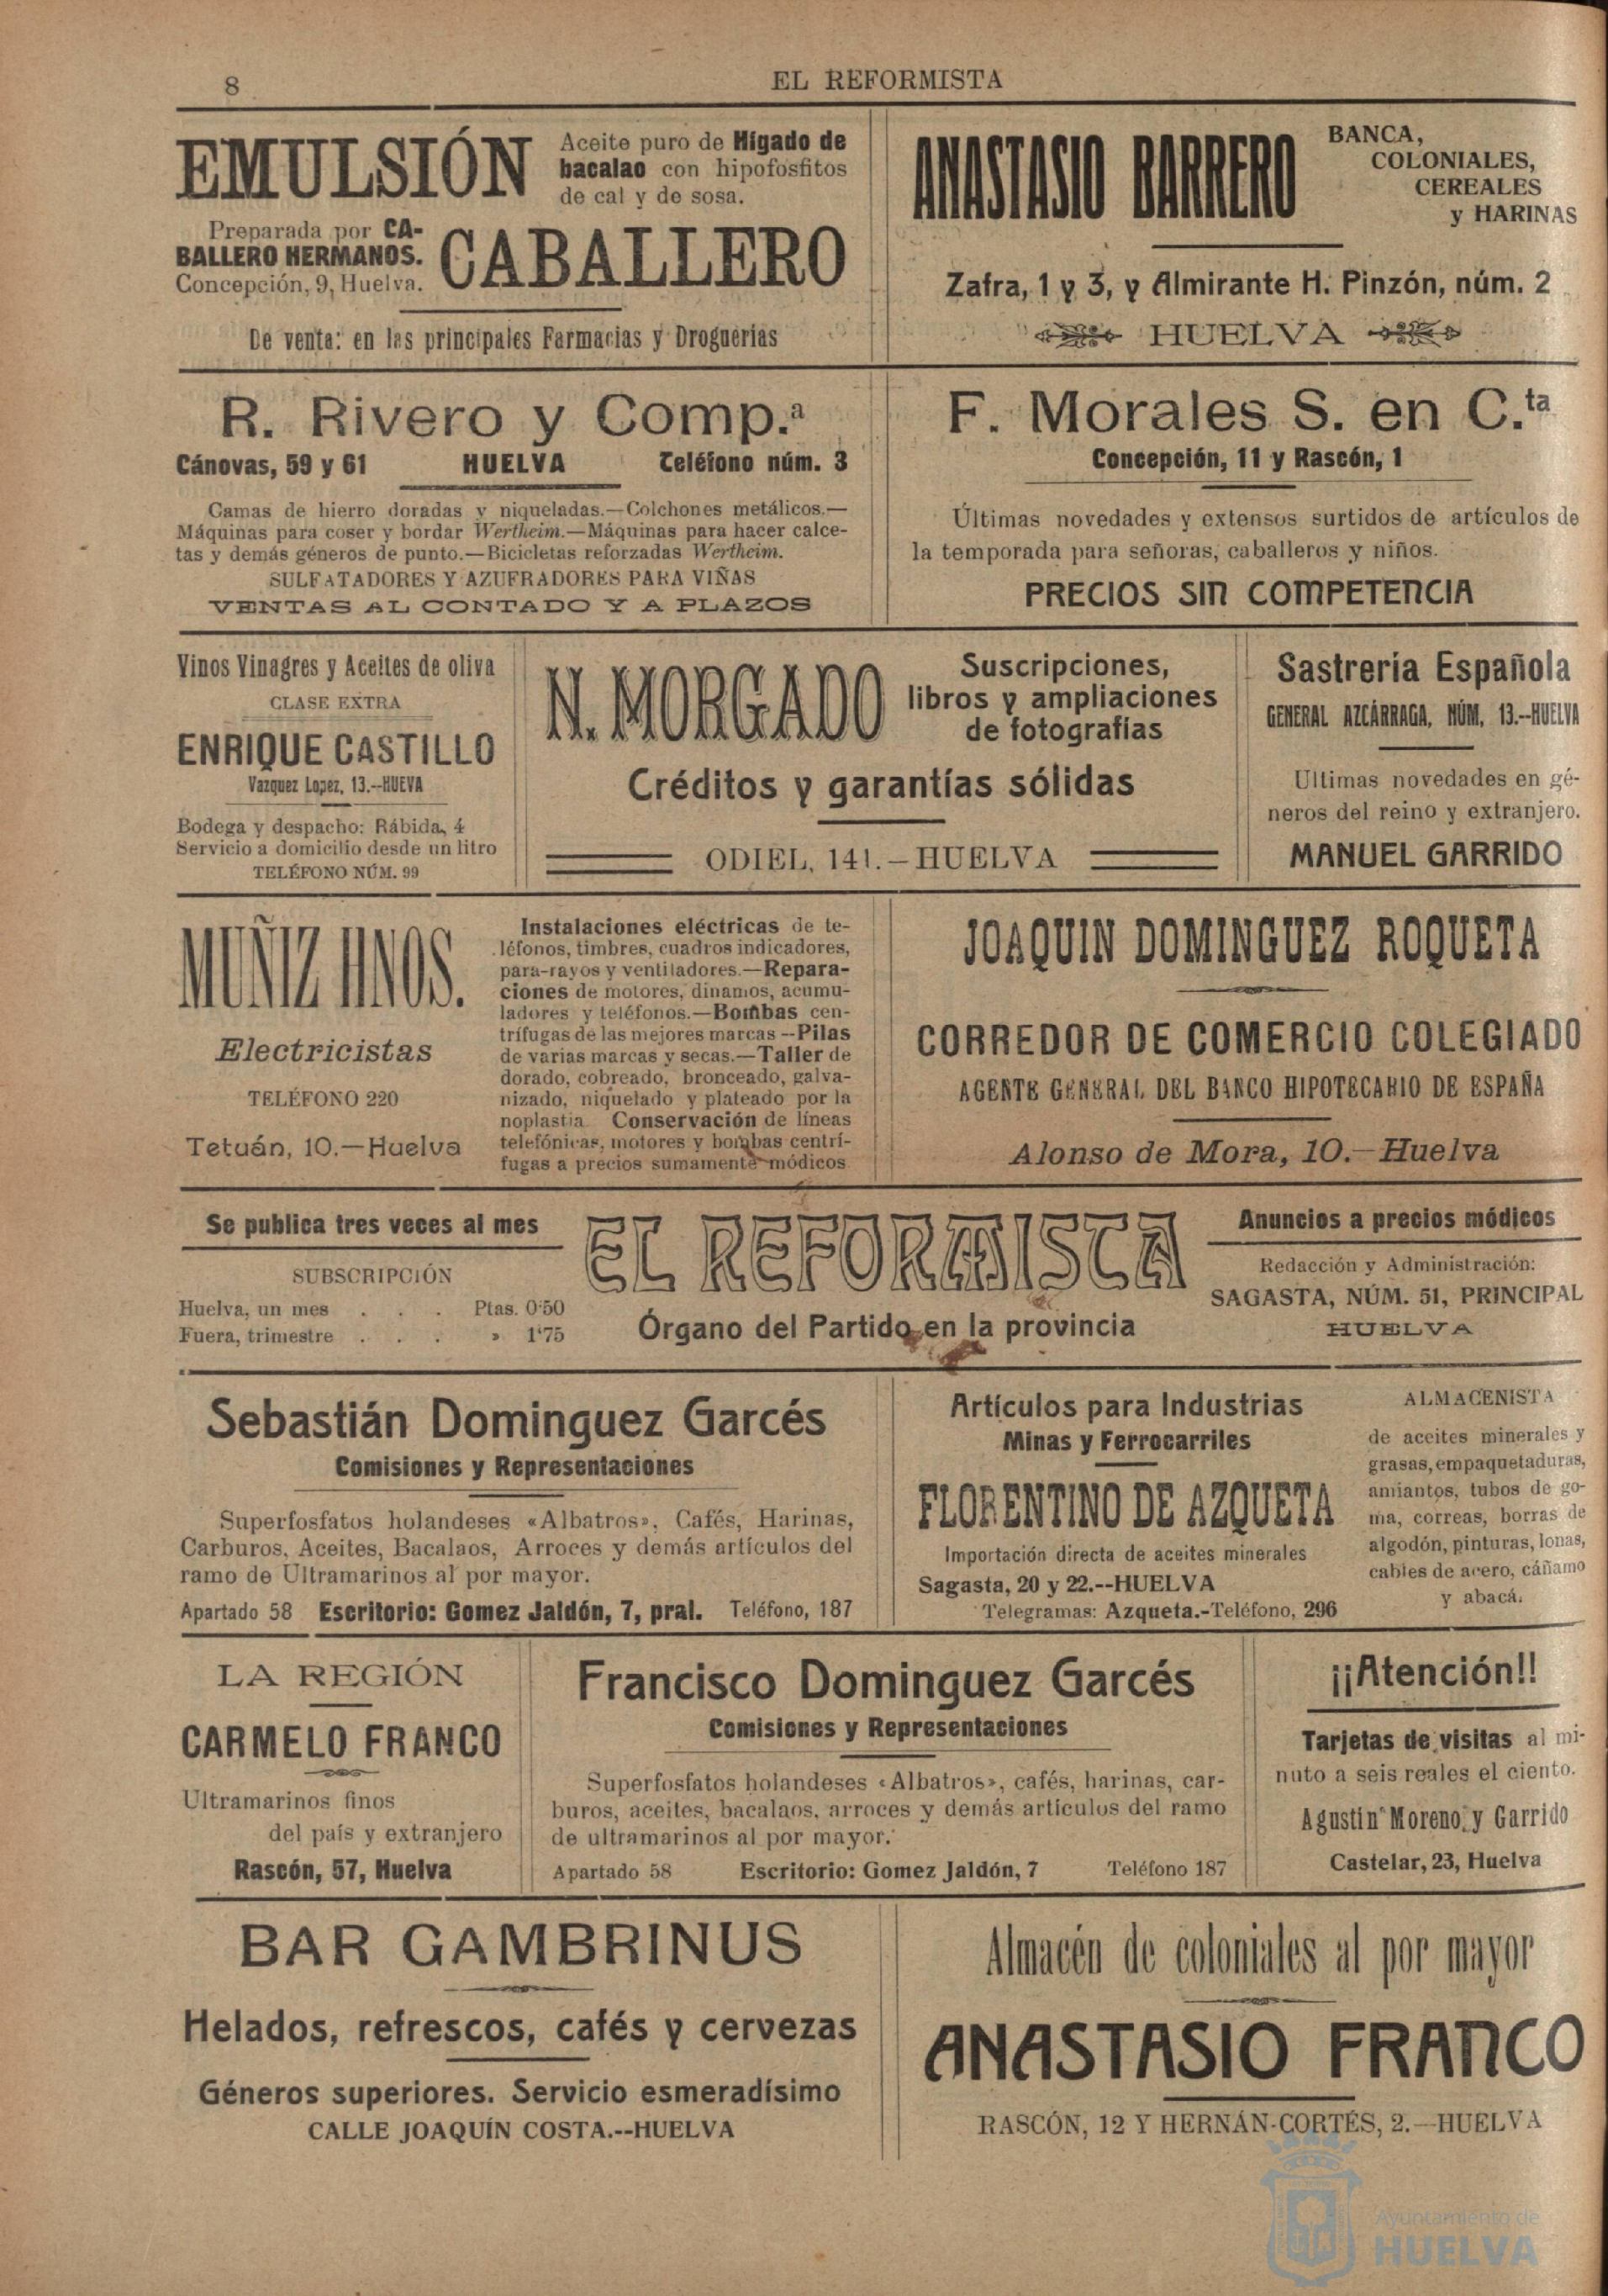 8
EL REFORMISTA
EMULSIÓN
Aceite puro de Hígado de
bacalao con hipofosfitos
de cal y de sosa.
Preparada por CA-
BALLERO HERMANOS.
Concepción, 9, Huelva.
CABALLERO
De venta: en las principales Farmacias y Droguerias
ANASTASIO BARRERO
BANCA,
COLONIALES,
CEREALES
y HARINAS
Zafra, 1 y 3, y Almirante H. Pinzón, núm. 2
HUELVA
R. Rivero y Comp.ª
Cánovas, 59 y 61 HUELVA Teléfono núm. 3
Camas de hierro doradas y niqueladas.—Colchones metálicos.—
Máquinas para coser y bordar Wertheim.—Máquinas para hacer calce-
tas y demás géneros de punto.—Bicicletas reforzadas Wertheim.
SULFATADORES Y AZUFRADORES PARA VIÑAS
VENTAS AL CONTADO Y A PLAZOS
F. Morales S. en C.ta
Concepción, 11 y Rascón, 1
Últimas novedades y extensos surtidos de artículos de
la temporada para señoras, caballeros y niños.
PRECIOS SIN COMPETENCIA
Vinos Vinagres y Aceites de oliva
CLASE EXTRA
ENRIQUE CASTILLO
Vazquez Lopez, 13.--HUEVA
Bodega y despacho: Rábida, 4
Servicio a domicilio desde un litro
TELÉFONO NÚM. 99
N. MORGADO
Suscripciones,
libros y ampliaciones
de fotografías
Créditos y garantías sólidas
ODIEL, 141.—HUELVA
Sastrería Española
GENERAL AZCÁRRAGA, NÚM, 13.--HUELVA
Ultimas novedades en gé-
neros del reino y extranjero.
MANUEL GARRIDO
MUÑIZ HNOS.
Electricistas
TELÉFONO 220
Tetuán, 10.—Huelva
Instalaciones eléctricas de te-
léfonos, timbres, cuadros indicadores,
para-rayos y ventiladores.—Repara-
ciones de motores, dinamos, acumu-
ladores y teléfonos.—Bombas cen-
trífugas de las mejores marcas--Pilas
de varias marcas y secas.—Taller de
dorado, cobreado, bronceado, galva-
nizado, niquelado y plateado por la
noplastia Conservación de líneas
telefónicas, motores y bombas centrí-
fugas a precios sumamente módicos
JOAQUIN DOMINGUEZ ROQUETA
CORREDOR DE COMERCIO COLEGIADO
AGENTE GENERAL DEL BANCO HIPOTECARIO DE ESPAÑA
Alonso de Mora, 10.—Huelva
Se publica tres veces al mes
SUBSCRIPCIÓN
Huelva, un mes . . . Ptas. 0'50
Fuera, trimestre . . . » 1'75
EL REFORMISTA
Órgano del Partido en la provincia
Anuncios a precios módicos
Redacción y Administración:
SAGASTA, NÚM. 51, PRINCIPAL
HUELVA
Sebastián Dominguez Garcés
Comisiones y Representaciones
Superfosfatos holandeses «Albatros», Cafés, Harinas,
Carburos, Aceites, Bacalaos, Arroces y demás artículos del
ramo de Ultramarinos al por mayor.
Apartado 58 Escritorio: Gomez Jaldón, 7, pral. Teléfono, 187
Artículos para Industrias
Minas y Ferrocarriles
FLORENTINO DE AZQUETA
Importación directa de aceites minerales
Sagasta, 20 y 22.--HUELVA
Telegramas: Azqueta.-Teléfono, 296
ALMACENISTA
de aceites minerales y
grasas, empaquetaduras,
amiantos, tubos de go-
ma, correas, borras de
algodón, pinturas, lonas,
cables de acero, cáñamo
y abacá.
LA REGIÓN
CARMELO FRANCO
Ultramarinos finos
del país y extranjero
Rascón, 57, Huelva
Francisco Dominguez Garcés
Comisiones y Representaciones
Superfosfatos holandeses «Albatros», cafés, harinas, car-
buros, aceites, bacalaos, arroces y demás artículos del ramo
de ultramarinos al por mayor.
Apartado 58 Escritorio: Gomez Jaldón, 7 Teléfono 187
¡¡Atención!!
Tarjetas de visitas al mi-
nuto a seis reales el ciento.
Agustin Moreno y Garrido
Castelar, 23, Huelva
BAR GAMBRINUS
Helados, refrescos, cafés y cervezas
Géneros superiores. Servicio esmeradísimo
CALLE JOAQUÍN COSTA.--HUELVA
Almacén de coloniales al por mayor
ANASTASIO FRANCO
RASCÓN, 12 Y HERNÁN-CORTÉS, 2.—HUELVA
Ayuntamiento de
HUELVA